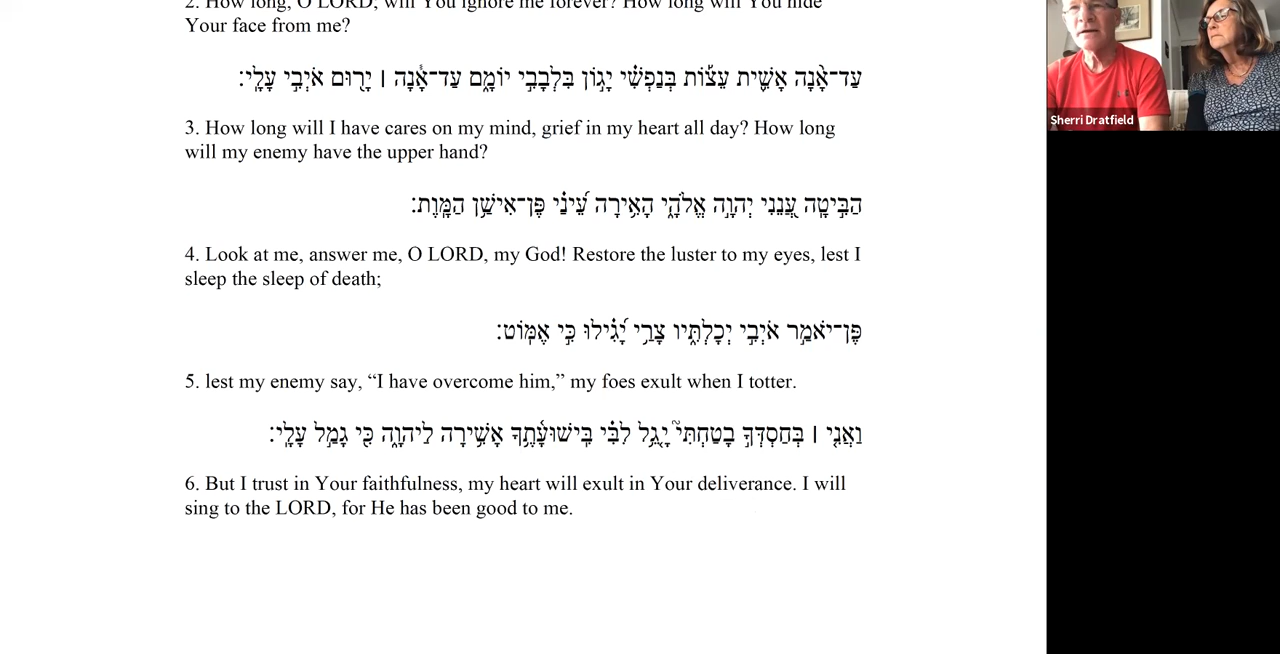 2. How long, O LORD; will You ignore me forever? How long will You hide
Your face from me?
עַד־אָ֨נָה אָשִׁ֪ית עֵצ֡וֹת בְּנַפְשִׁ֗י יָג֣וֹן בִּלְבָבִ֣י יוֹמָ֑ם עַד־אָ֓נָה ׀ יָר֖וּם אֹיְבִ֣י עָלָֽי׃
3. How long will I have cares on my mind, grief in my heart all day? How long
will my enemy have the upper hand?
הַבִּ֣יטָֽה עֲ֭נֵנִי יְהוָ֣ה אֱלֹהָ֑י הָאִ֥ירָה עֵ֝ינַ֗י פֶּן־אִישַׁ֥ן הַמָּֽוֶת׃
4. Look at me, answer me, O LORD, my God! Restore the luster to my eyes, lest I
sleep the sleep of death;
פֶּן־יֹאמַ֣ר אֹיְבִ֣י יְכָלְתִּ֑יו צָרַ֥י יָ֝גִ֗ילוּ כִּ֣י אֶמּֽוֹט׃
5. lest my enemy say, “I have overcome him,” my foes exult when I totter.
וַאֲנִ֤י ׀ בְּחַסְדְּךָ֣ בָטַחְתִּי֮ יָ֤גֵ֥ל לִבִּ֗י בִּֽישׁוּעָ֫תֶ֥ךָ אָשִׁ֥ירָה לַיהוָ֑ה כִּ֖י גָמַ֣ל עָלָֽי׃
6. But I trust in Your faithfulness, my heart will exult in Your deliverance. I will
sing to the LORD, for He has been good to me.
Sherri Dratfield